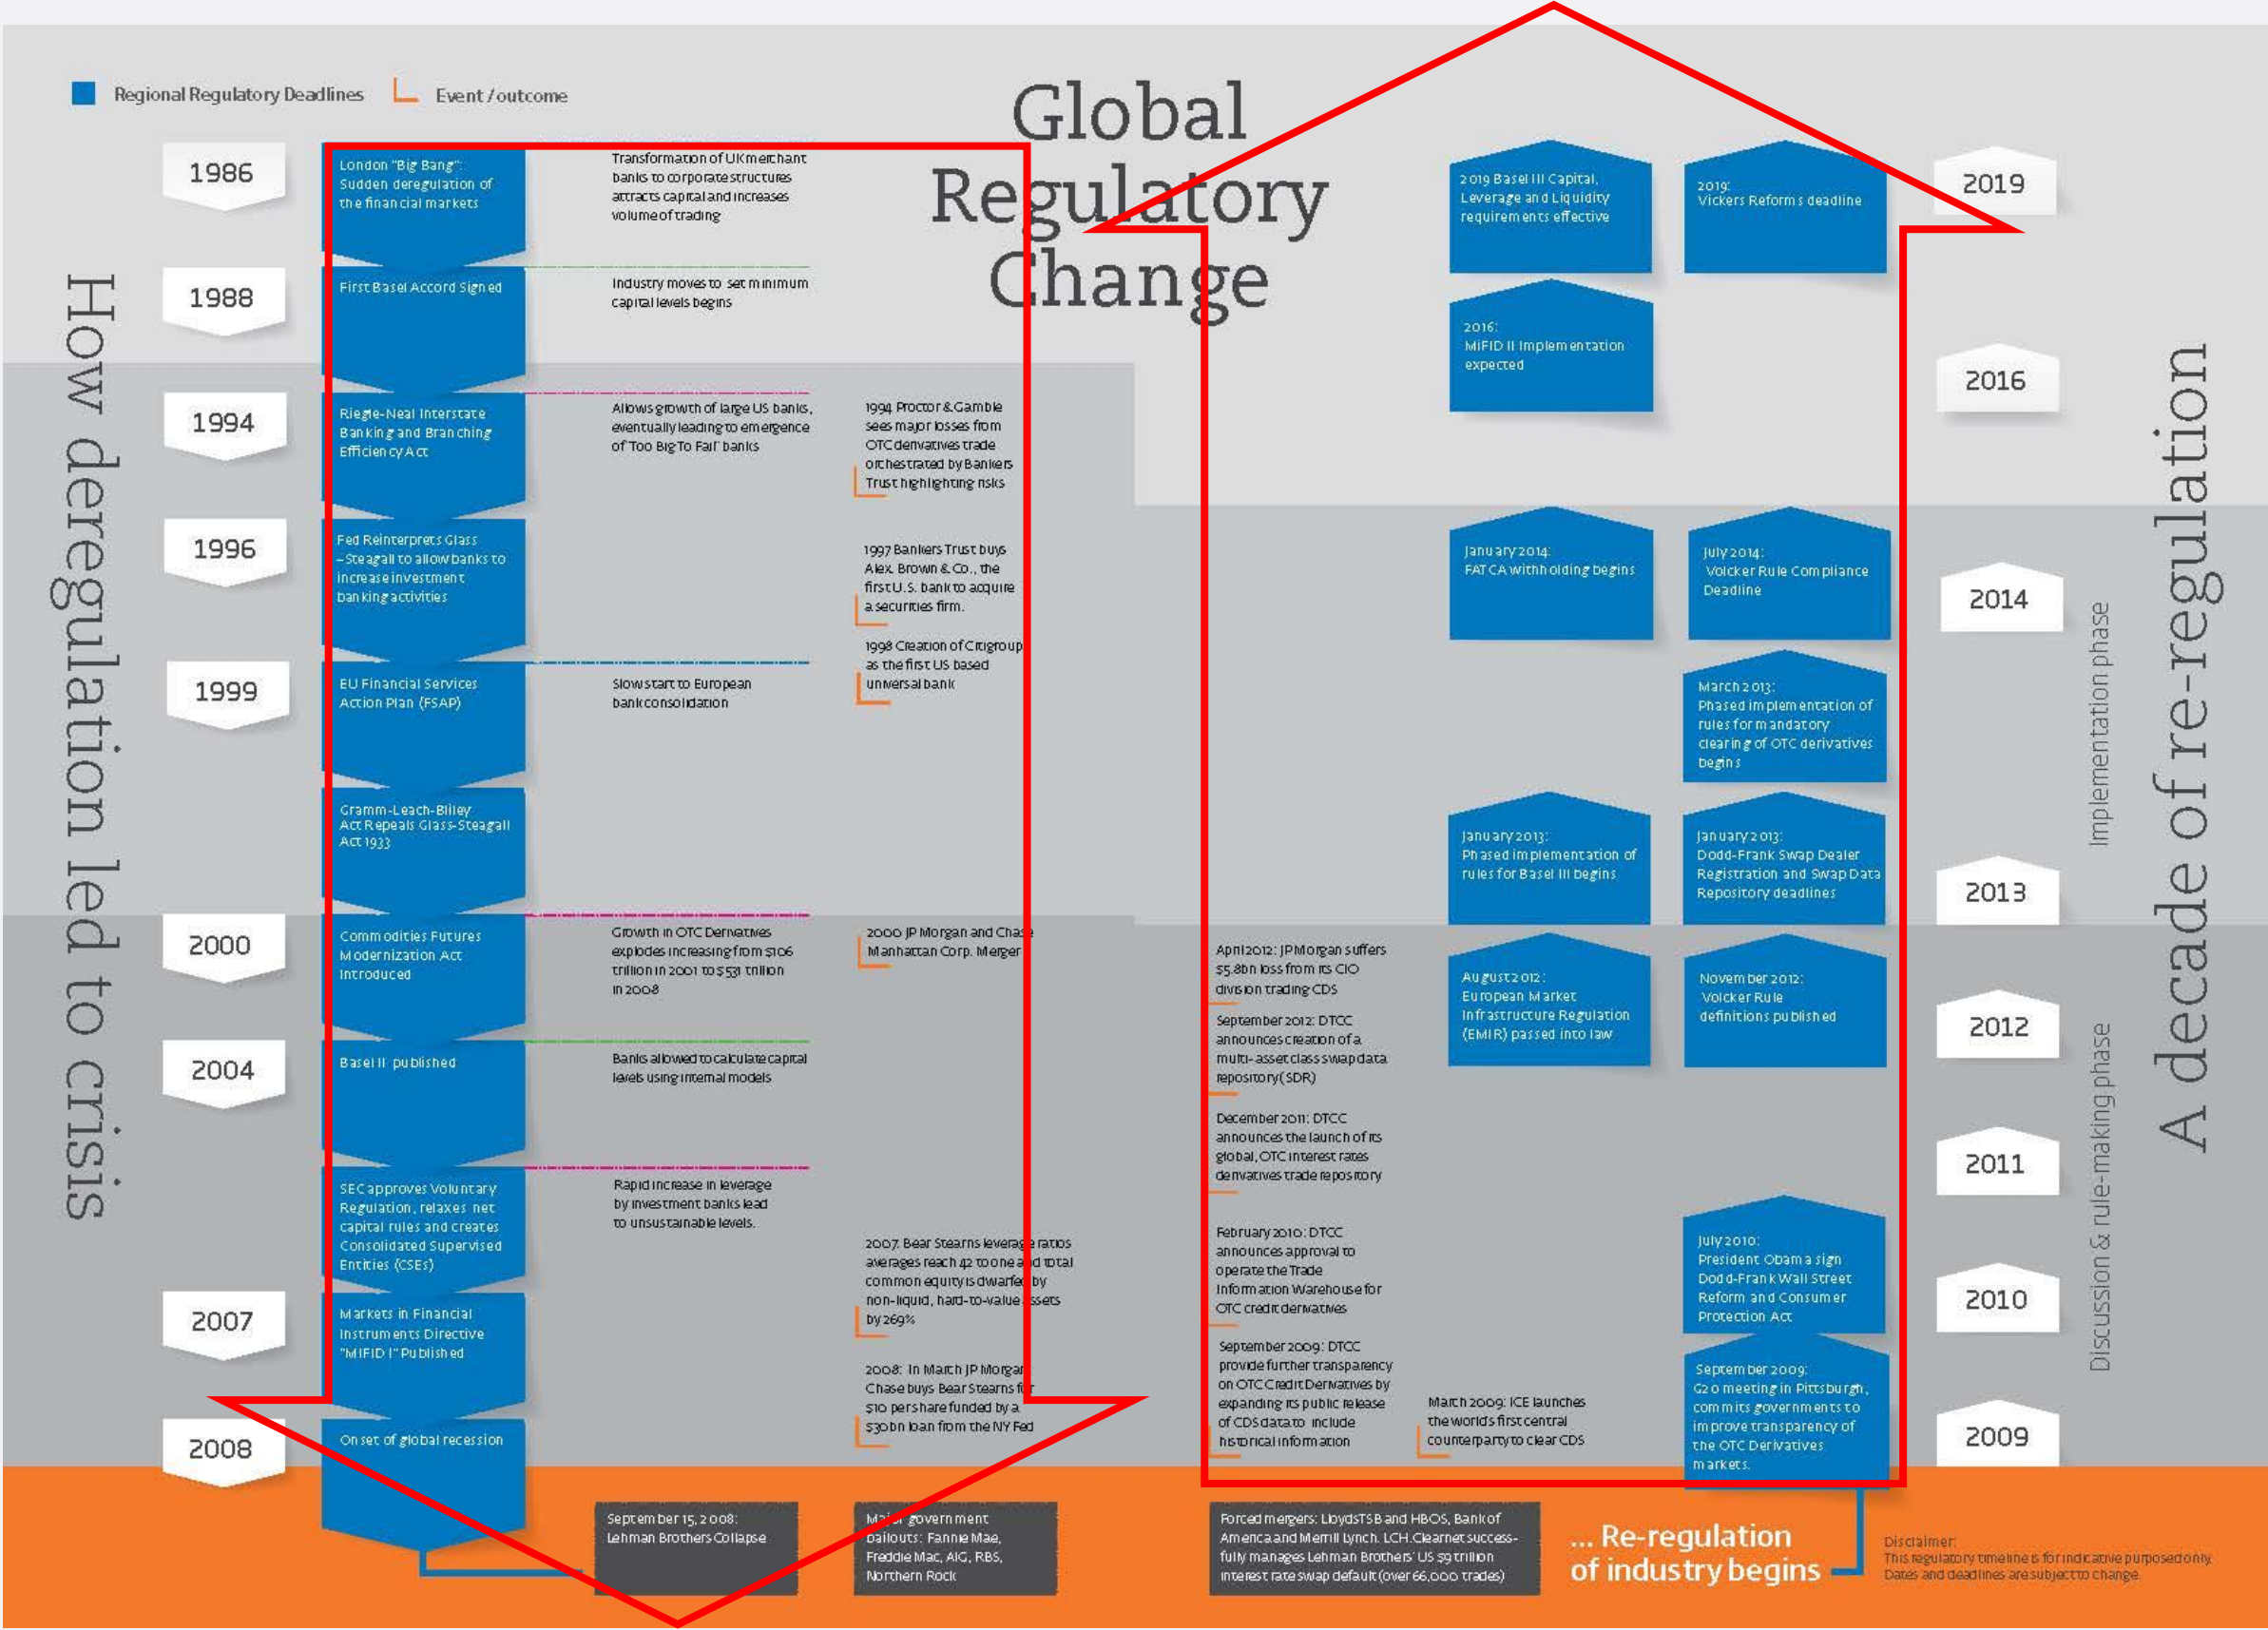 Regional Regulatory Deadlines
Event / outcome
Global
Regulatory
Change
How deregulation led to crisis
1986
London "Big Bang":
Sudden deregulation of
the financial markets
Transformation of UK merchant
banks to corporate structures
attracts capital and increases
volume of trading
1988
First Basel Accord Signed
Industry moves to set minimum
capital levels begins
1994
Riegle-Neal Interstate
Banking and Branching
Efficiency Act
Allows growth of large US banks,
eventually leading to emergence
of 'Too Big To Fail' banks
1994 Proctor & Gamble
sees major losses from
OTC derivatives trade
orchestrated by Bankers
Trust highlighting risks
1996
Fed Reinterprets Glass
–Steagall to allow banks to
increase investment
banking activities
1997 Bankers Trust buys
Alex. Brown & Co., the
first U.S. bank to acquire
a securities firm.
1998 Creation of Citigroup
as the first US based
universal bank
1999
EU Financial Services
Action Plan (FSAP)
Slow start to European
bank consolidation
Gramm-Leach-Bliley
Act Repeals Glass-Steagall
Act 1933
2000
Commodities Futures
Modernization Act
Introduced
Growth in OTC Derivatives
explodes increasing from $106
trillion in 2001 to $531 trillion
in 2008
2000 JP Morgan and Chase
Manhattan Corp. Merger
2004
Basel II published
Banks allowed to calculate capital
levels using internal models
SEC approves Voluntary
Regulation, relaxes net
capital rules and creates
Consolidated Supervised
Entities (CSEs)
Rapid increase in leverage
by investment banks lead
to unsustainable levels.
2007: Bear Stearns leverage ratios
averages reach 42 to one and total
common equity is dwarfed by
non-liquid, hard-to-value assets
by 269%
2007
Markets in Financial
Instruments Directive
"MIFID I" Published
2008: In March JP Morgan
Chase buys Bear Stearns for
$10 per share funded by a
$30bn loan from the NY Fed
2008
Onset of global recession
September 15, 2008:
Lehman Brothers Collapse
Major government
bailouts: Fannie Mae,
Freddie Mac, AIG, RBS,
Northern Rock
Forced mergers: LloydsTSB and HBOS, Bank of
America and Merrill Lynch. LCH.Clearnet success-
fully manages Lehman Brothers' US $9 trillion
interest rate swap default (over 66,000 trades)
... Re-regulation
of industry begins
Disclaimer:
This regulatory timeline is for indicative purposed only.
Dates and deadlines are subject to change.
2019 Basel III Capital,
Leverage and Liquidity
requirements effective
2019:
Vickers Reforms deadline
2019
2016:
MiFID II Implementation
expected
2016
January 2014:
FATCA withholding begins
July 2014:
Volcker Rule Compliance
Deadline
2014
March 2013:
Phased implementation of
rules for mandatory
clearing of OTC derivatives
begins
January 2013:
Phased implementation of
rules for Basel III begins
January 2013:
Dodd-Frank Swap Dealer
Registration and Swap Data
Repository deadlines
2013
April 2012: JPMorgan suffers
$5.8bn loss from its CIO
division trading CDS
September 2012: DTCC
announces creation of a
multi-asset class swap data
repository (SDR)
August 2012:
European Market
Infrastructure Regulation
(EMIR) passed into law
November 2012:
Volcker Rule
definitions published
2012
December 2011: DTCC
announces the launch of its
global, OTC interest rates
derivatives trade repository
2011
February 2010: DTCC
announces approval to
operate the Trade
Information Warehouse for
OTC credit derivatives
July 2010:
President Obama sign
Dodd-Frank Wall Street
Reform and Consumer
Protection Act
2010
September 2009: DTCC
provide further transparency
on OTC Credit Derivatives by
expanding its public release
of CDS data to include
historical information
March 2009: ICE launches
the world's first central
counterparty to clear CDS
September 2009:
G20 meeting in Pittsburgh,
commits governments to
improve transparency of
the OTC Derivatives
markets.
2009
Implementation phase
Discussion & rule-making phase
A decade of re-regulation